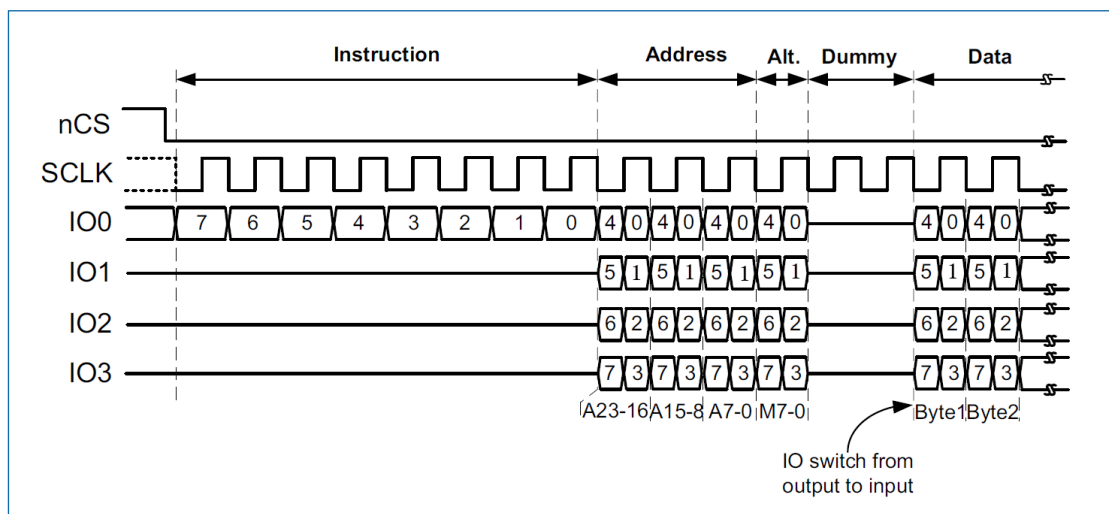 Instruction Address Alt. Dummy Data
nCS
SCLK
IO0 7 6 5 4 3 2 1 0 4 0 4 0 4 0 4 0 4 0 4 0
IO1 5 1 5 1 5 1 5 1 5 1 5 1
IO2 6 2 6 2 6 2 6 2 6 2 6 2
IO3 7 3 7 3 7 3 7 3 7 3 7 3
A23-16 A15-8 A7-0 M7-0 Byte1 Byte2
IO switch from
output to input